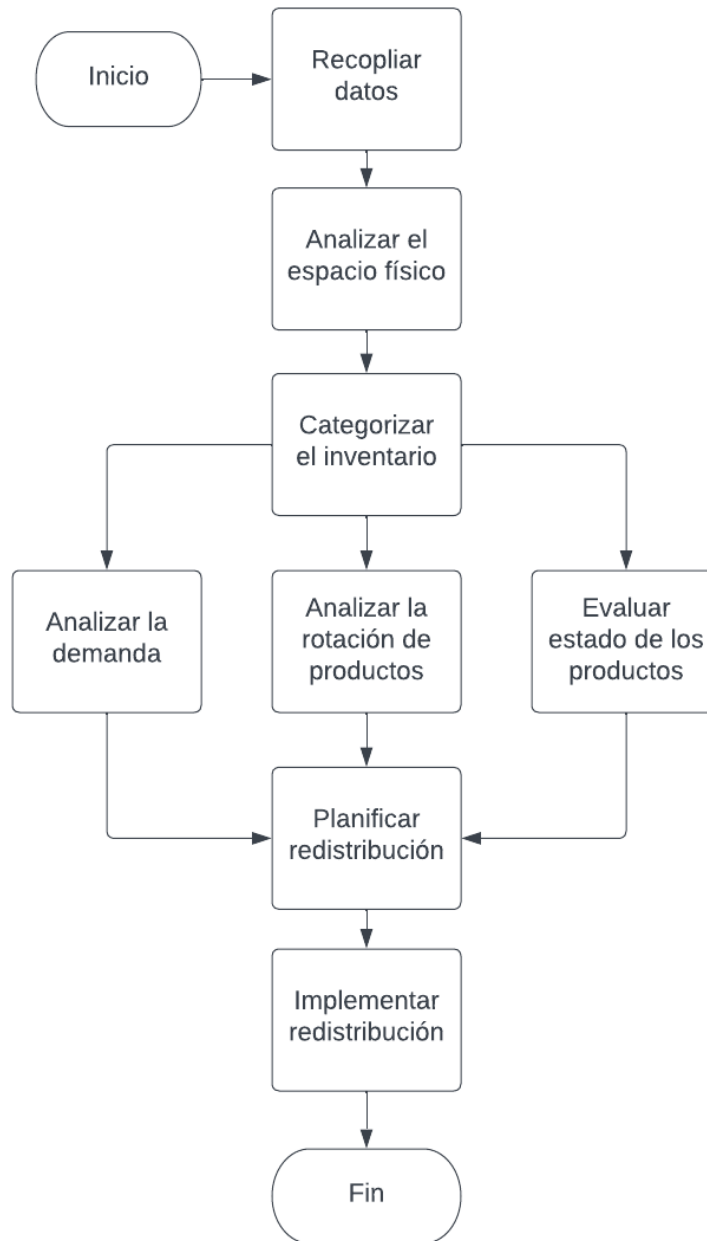 Inicio
Recopliar
datos
Analizar el
espacio físico
Categorizar
el inventario
Analizar la
demanda
Analizar la
rotación de
productos
Evaluar
estado de los
productos
Planificar
redistribución
Implementar
redistribución
Fin